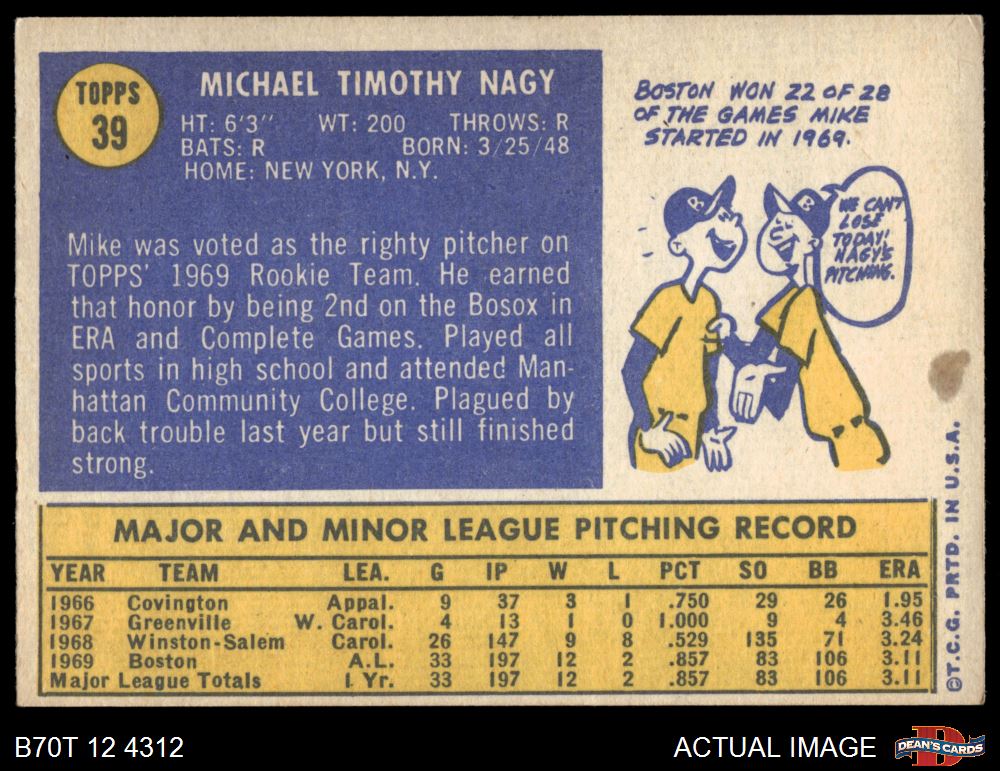 TOPPS
39
MICHAEL TIMOTHY NAGY
HT: 6'3" WT: 200 THROWS: R
BATS: R BORN: 3/25/48
HOME: NEW YORK, N.Y.
Mike was voted as the righty pitcher on
TOPPS' 1969 Rookie Team. He earned
that honor by being 2nd on the Bosox in
ERA and Complete Games. Played all
sports in high school and attended Man-
hattan Community College. Plagued by
back trouble last year but still finished
strong.
BOSTON WON 22 OF 28
OF THE GAMES MIKE
STARTED IN 1969.
B
B
WE CAN'T
LOSE
TODAY!
NAGY'S
PITCHING.
MAJOR AND MINOR LEAGUE PITCHING RECORD
YEAR TEAM LEA. G IP W L PCT SO BB ERA
1966 Covington Appal. 9 37 3 1 .750 29 26 1.95
1967 Greenville W. Carol. 4 13 1 0 1.000 9 4 3.46
1968 Winston-Salem Carol. 26 147 9 8 .529 135 71 3.24
1969 Boston A.L. 33 197 12 2 .857 83 106 3.11
Major League Totals 1 Yr. 33 197 12 2 .857 83 106 3.11
©T.C.G. PRTD. IN U.S.A.
B70T 12 4312
ACTUAL IMAGE
D
DEAN'S CARDS